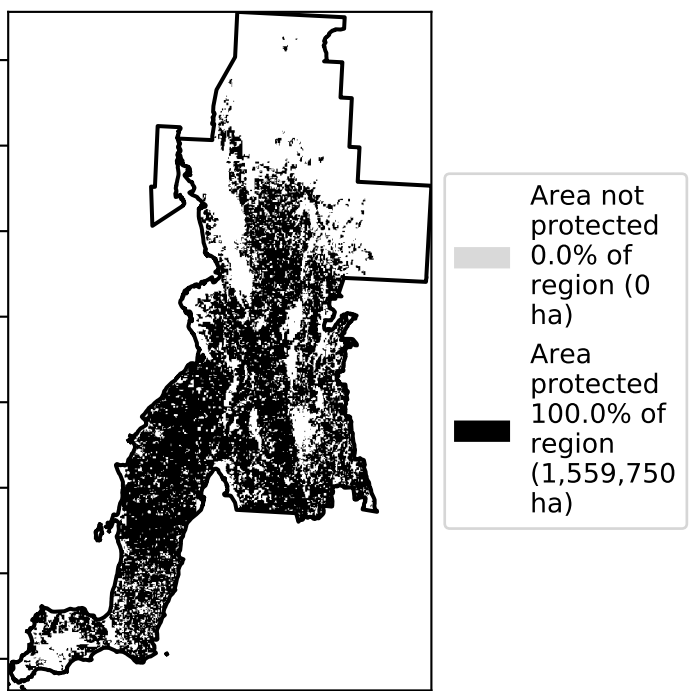 Area not
protected
0.0% of
region (0
ha)
Area
protected
100.0% of
region
(1,559,750
ha)